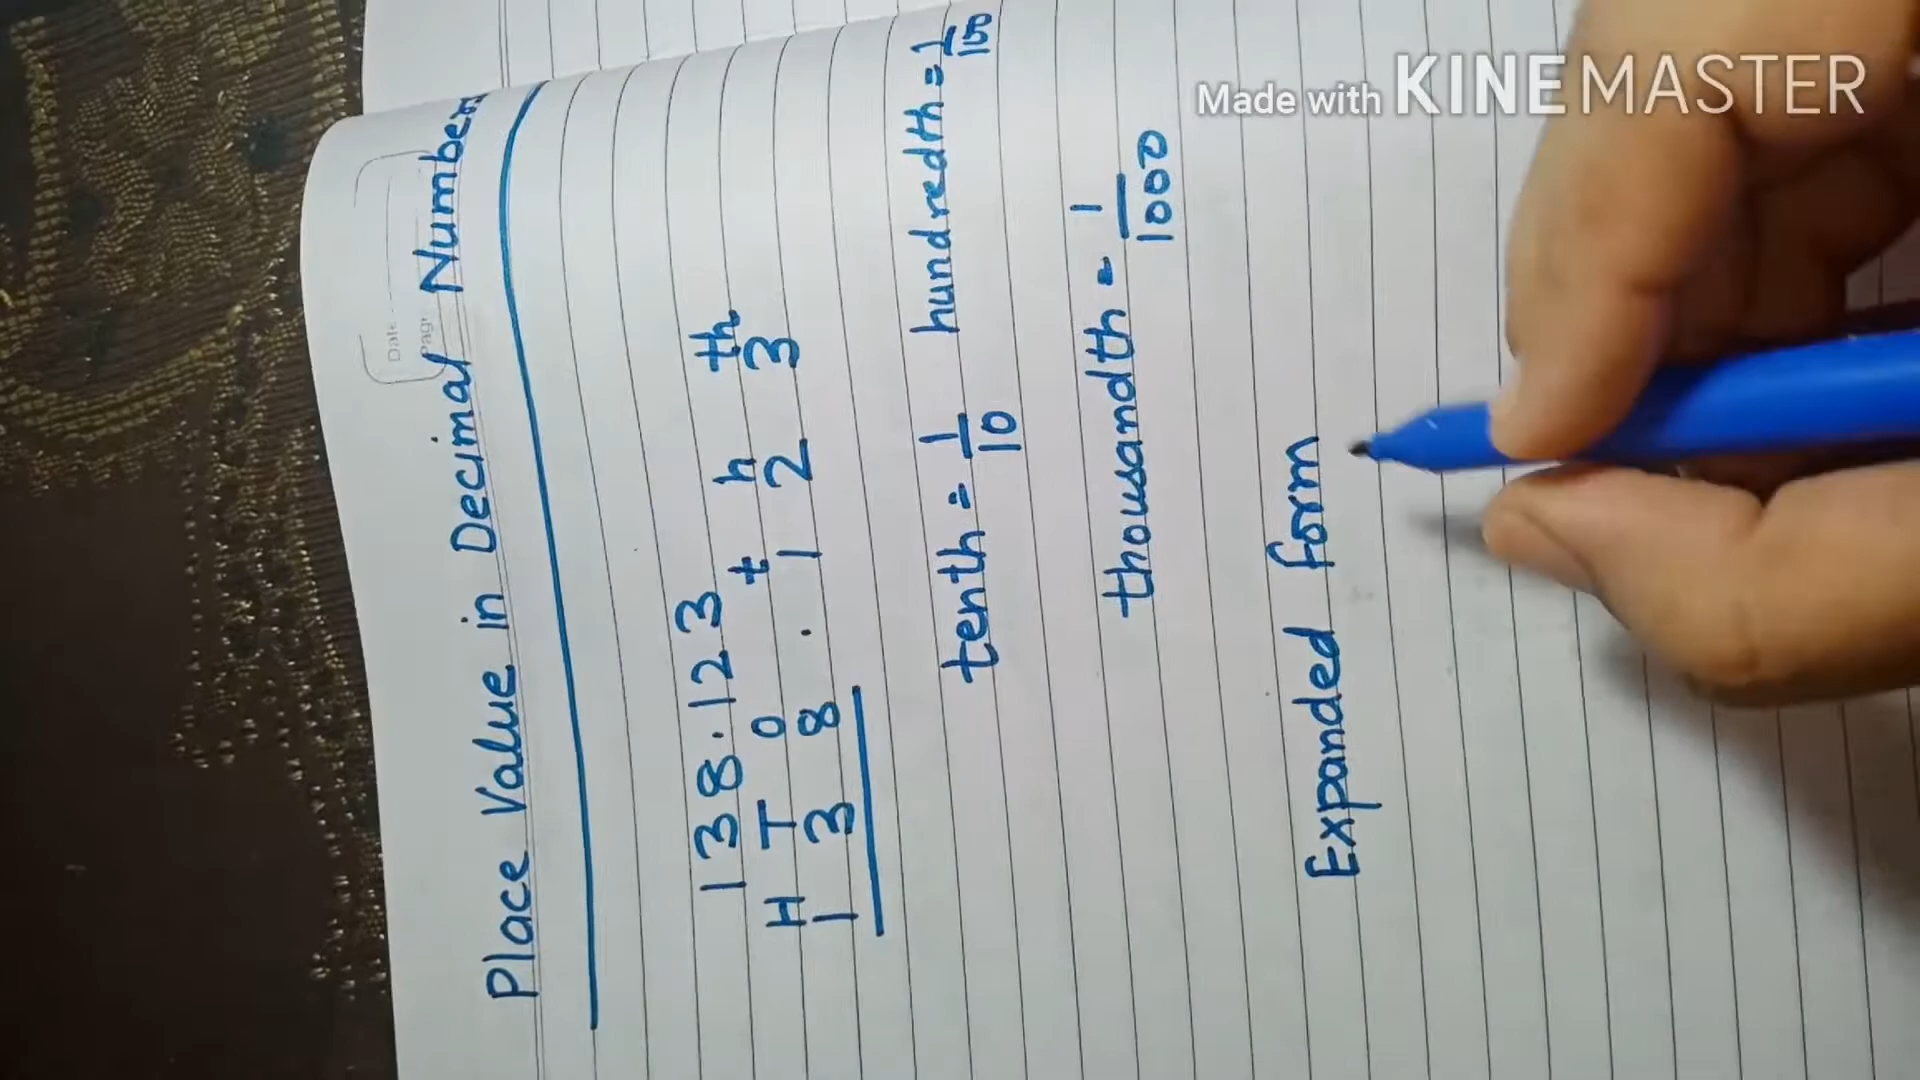 Made with KINEMASTER
Date
Page
Place Value in Decimal Numbers
138.123
H T O t h th
1 3 8 . 1 2 3
tenth = 1/10 hundredth = 1/100
thousandth = 1/1000
Expanded form